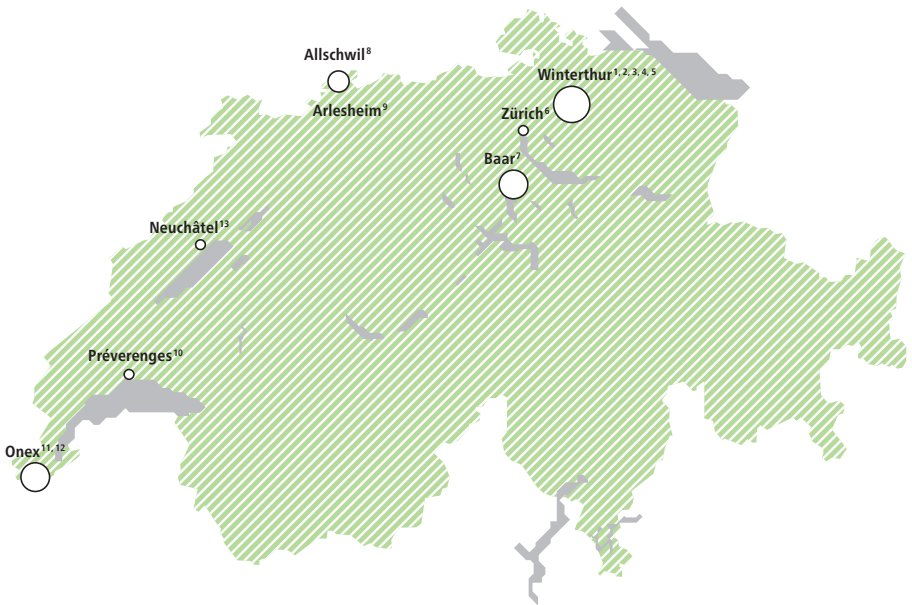 Allschwil⁸
Winterthur¹, ², ³, ⁴, ⁵
Arlesheim⁹
Zürich⁶
Baar⁷
Neuchâtel¹³
Préverenges¹⁰
Onex¹¹, ¹²